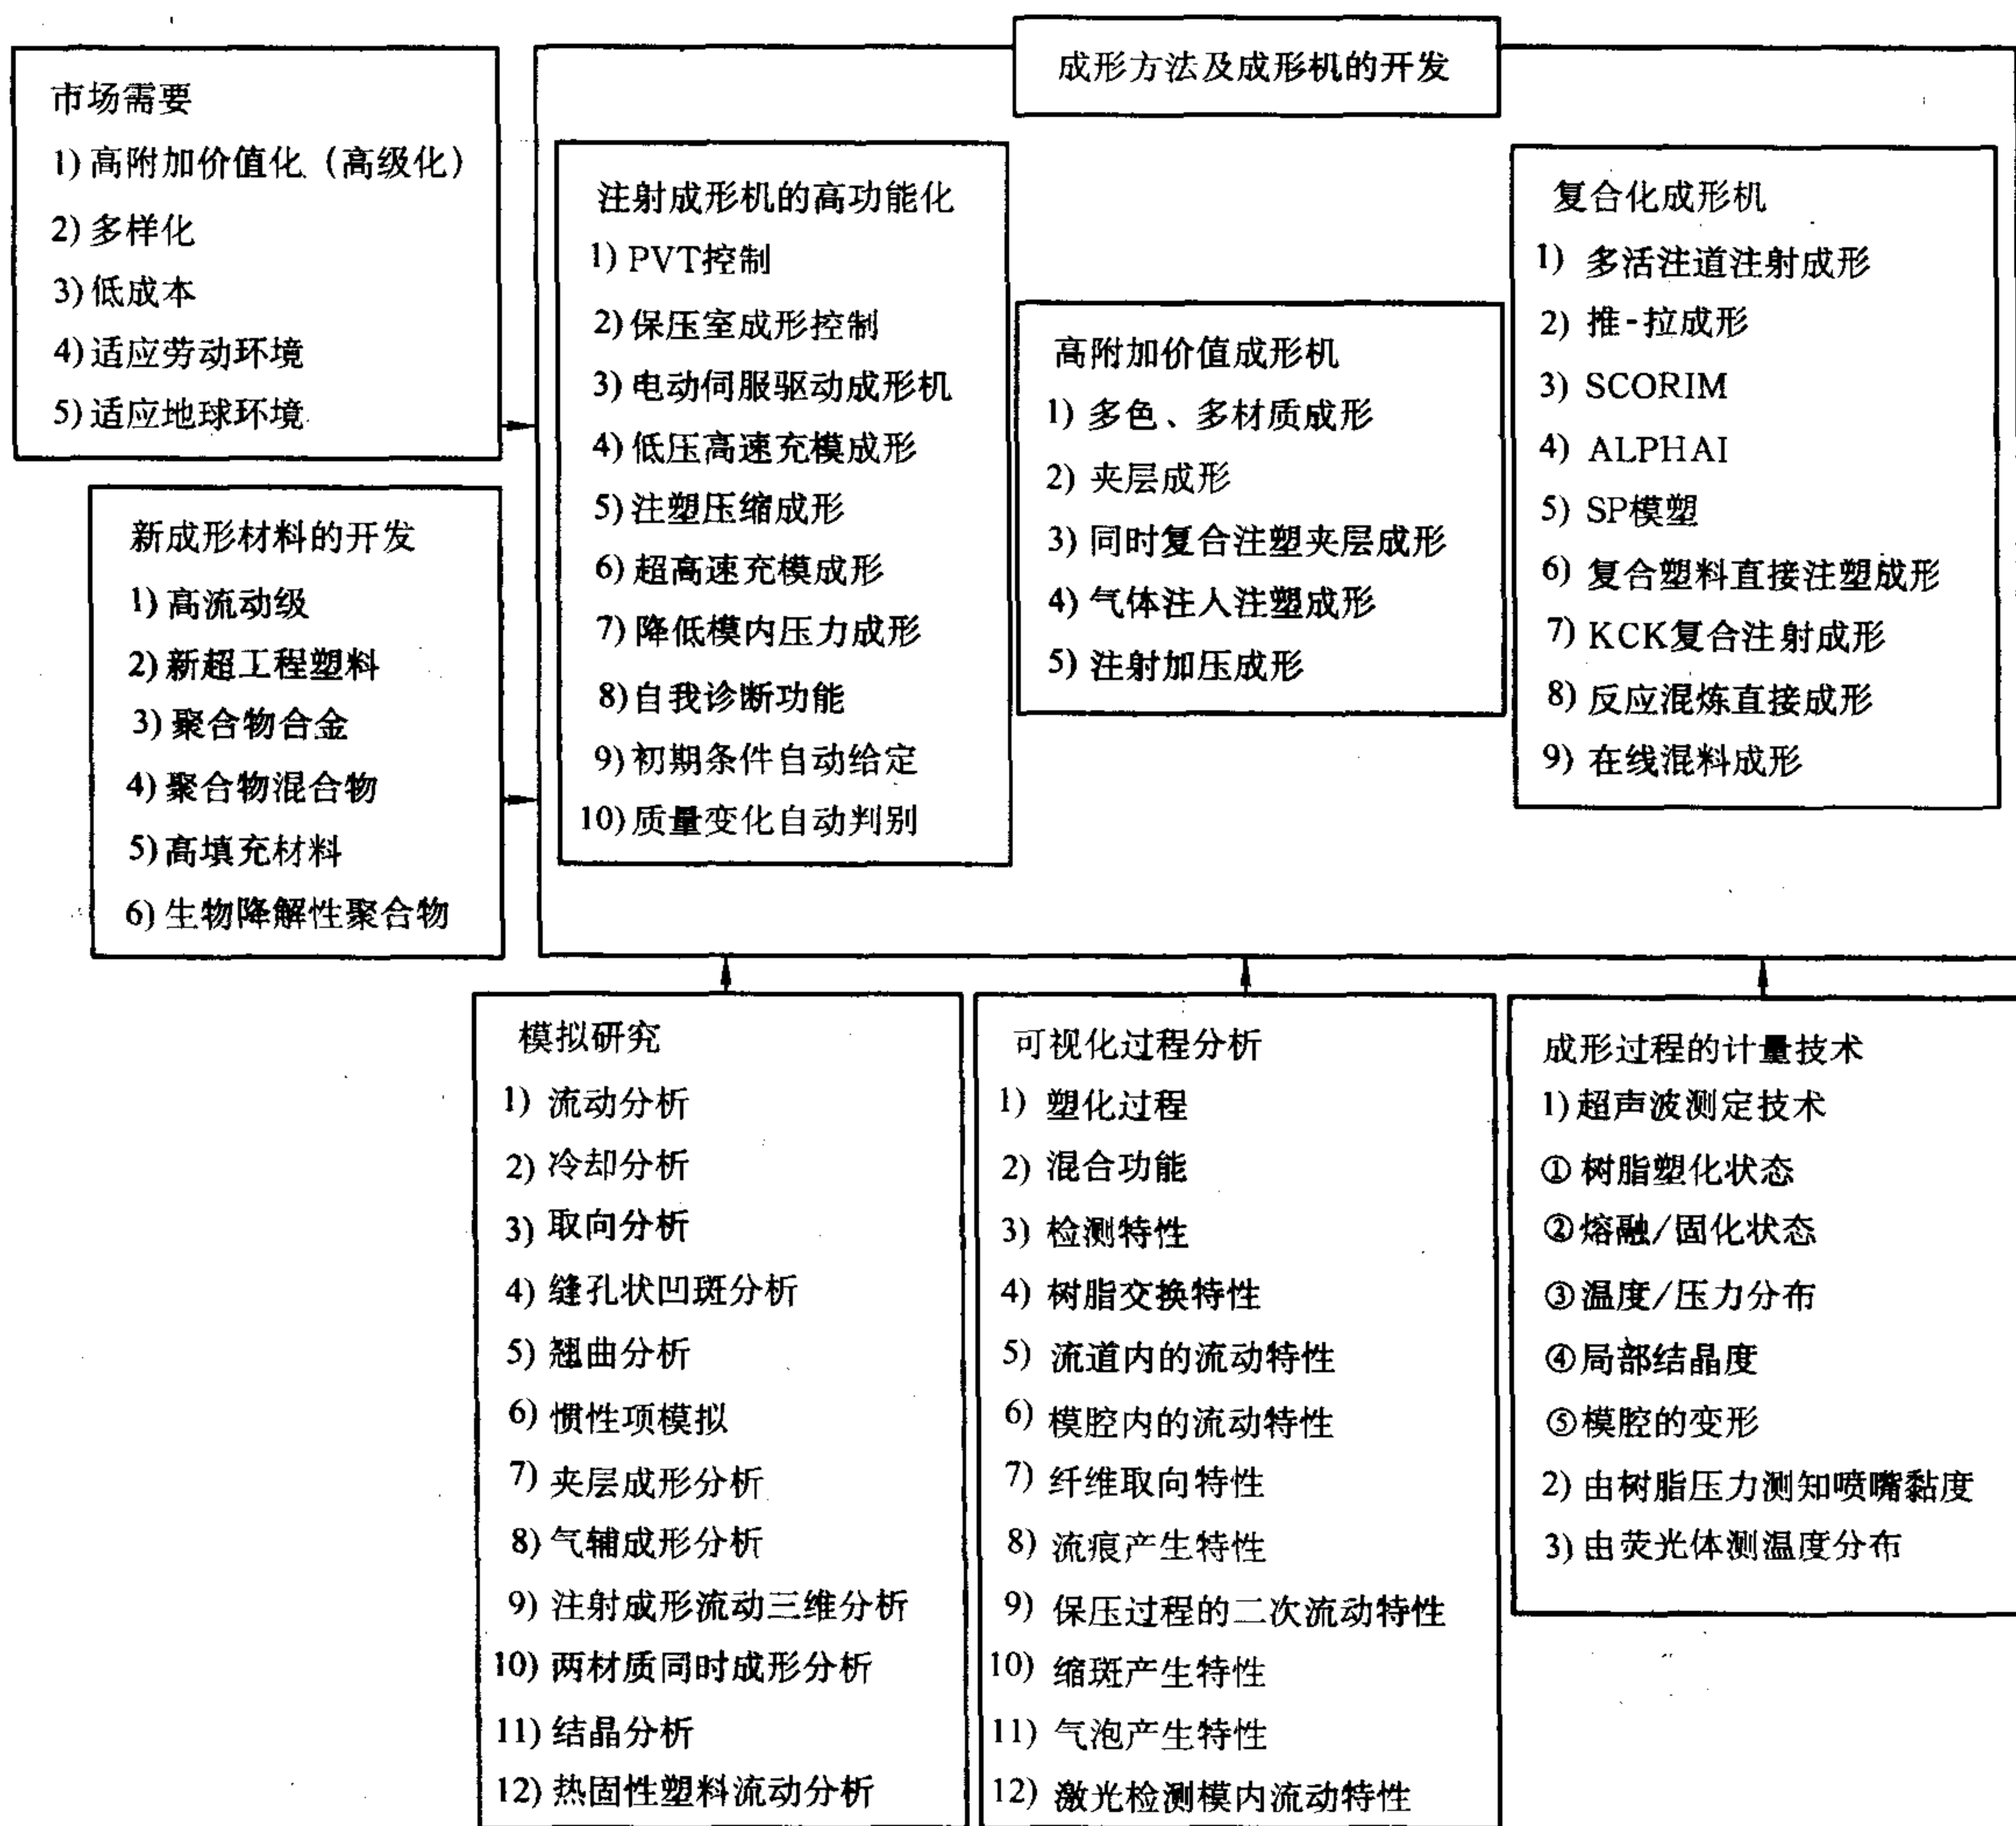 市场需要
1) 高附加价值化（高级化）
2) 多样化
3) 低成本
4) 适应劳动环境
5) 适应地球环境
新成形材料的开发
1) 高流动级
2) 新超工程塑料
3) 聚合物合金
4) 聚合物混合物
5) 高填充材料
6) 生物降解性聚合物
成形方法及成形机的开发
注射成形机的高功能化
1) PVT控制
2) 保压室成形控制
3) 电动伺服驱动成形机
4) 低压高速充模成形
5) 注塑压缩成形
6) 超高速充模成形
7) 降低模内压力成形
8) 自我诊断功能
9) 初期条件自动给定
10) 质量变化自动判别
高附加价值成形机
1) 多色、多材质成形
2) 夹层成形
3) 同时复合注塑夹层成形
4) 气体注人注塑成形
5) 注射加压成形
复合化成形机
1) 多活注道注射成形
2) 推-拉成形
3) SCORIM
4) ALPHAI
5) SP模塑
6) 复合塑料直接注塑成形
7) KCK复合注射成形
8) 反应混炼直接成形
9) 在线混料成形
模拟研究
1) 流动分析
2) 冷却分析
3) 取向分析
4) 缝孔状凹斑分析
5) 翘曲分析
6) 惯性项模拟
7) 夹层成形分析
8) 气辅成形分析
9) 注射成形流动三维分析
10) 两材质同时成形分析
11) 结晶分析
12) 热固性塑料流动分析
可视化过程分析
1) 塑化过程
2) 混合功能
3) 检测特性
4) 树脂交换特性
5) 流道内的流动特性
6) 模腔内的流动特性
7) 纤维取向特性
8) 流痕产生特性
9) 保压过程的二次流动特性
10) 缩斑产生特性
11) 气泡产生特性
12) 激光检测模内流动特性
成形过程的计量技术
1) 超声波测定技术
①树脂塑化状态
②熔融/固化状态
③温度/压力分布
④局部结晶度
⑤模腔的变形
2) 由树脂压力测知喷嘴黏度
3) 由荧光体测温度分布